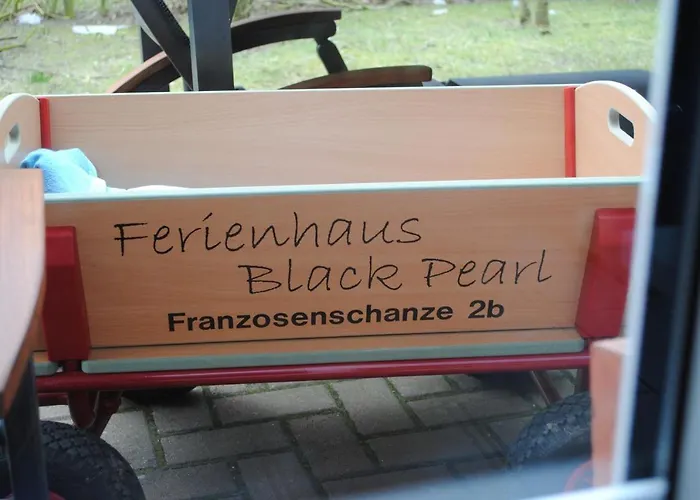 Ferienhaus
Black Pearl
Franzosenschanze 2b